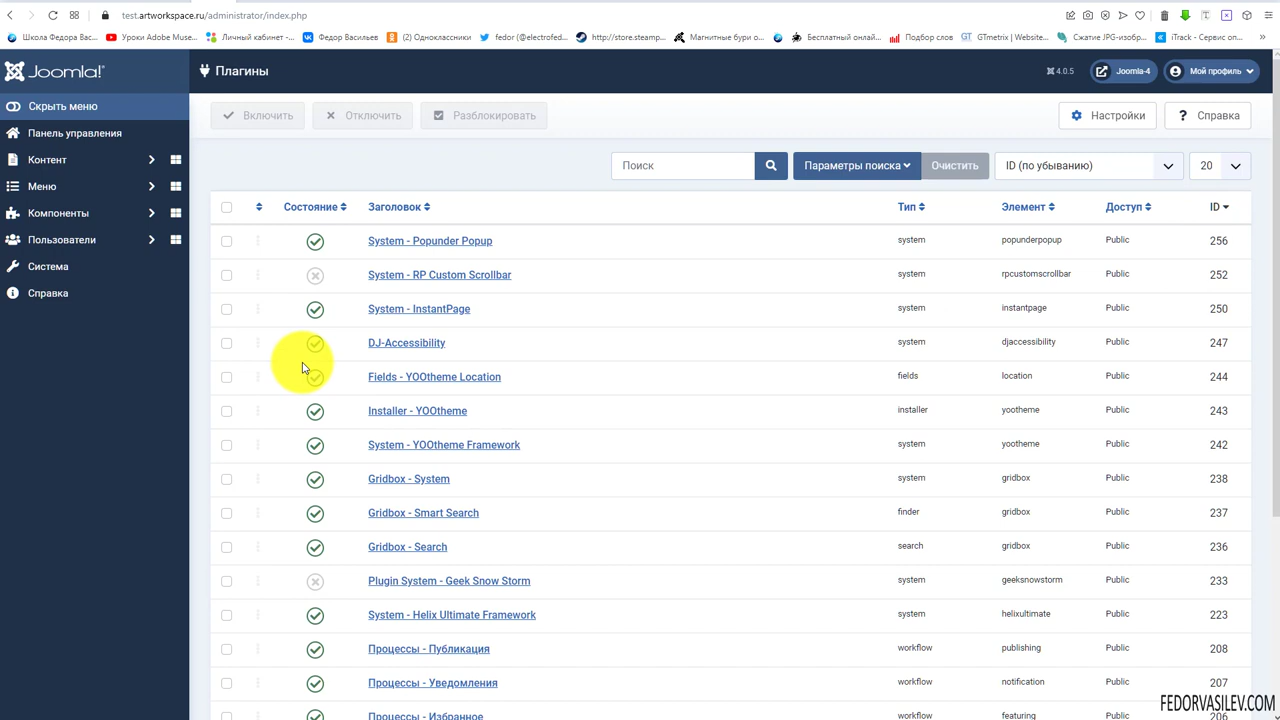 test.artworkspace.ru/administrator/index.php
Школа Федора Вас... Уроки Adobe Muse... Личный кабинет -... Федор Васильев (2) Одноклассники fedor (@electrofed... http://store.steamp... Магнитные бури о... Бесплатный онлай... Подбор слов GTmetrix | Website... Сжатие JPG-изобр... iTrack - Сервис оп...
Joomla!
Плагины
4.0.5
Joomla-4
Мой профиль
Скрыть меню
Панель управления
Контент
Меню
Компоненты
Пользователи
Система
Справка
Включить Отключить Разблокировать Настройки ? Справка
Поиск Параметры поиска Очистить ID (по убыванию) 20
Состояние Заголовок Тип Элемент Доступ ID
System - Popunder Popup system popunderpopup Public 256
System - RP Custom Scrollbar system rpcustomscrollbar Public 252
System - InstantPage system instantpage Public 250
DJ-Accessibility system djaccessibility Public 247
Fields - YOOtheme Location fields location Public 244
Installer - YOOtheme installer yootheme Public 243
System - YOOtheme Framework system yootheme Public 242
Gridbox - System system gridbox Public 238
Gridbox - Smart Search finder gridbox Public 237
Gridbox - Search search gridbox Public 236
Plugin System - Geek Snow Storm system geeksnowstorm Public 233
System - Helix Ultimate Framework system helixultimate Public 223
Процессы - Публикация workflow publishing Public 208
Процессы - Уведомления workflow notification Public 207
Процессы - Избранное workflow featuring Public 206
FEDORVASILEV.COM